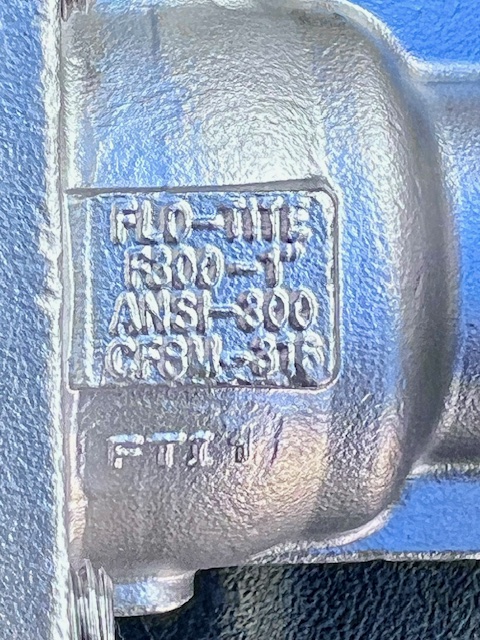 FLO-TITE
F300-1"
ANSI-300
CF8M-316